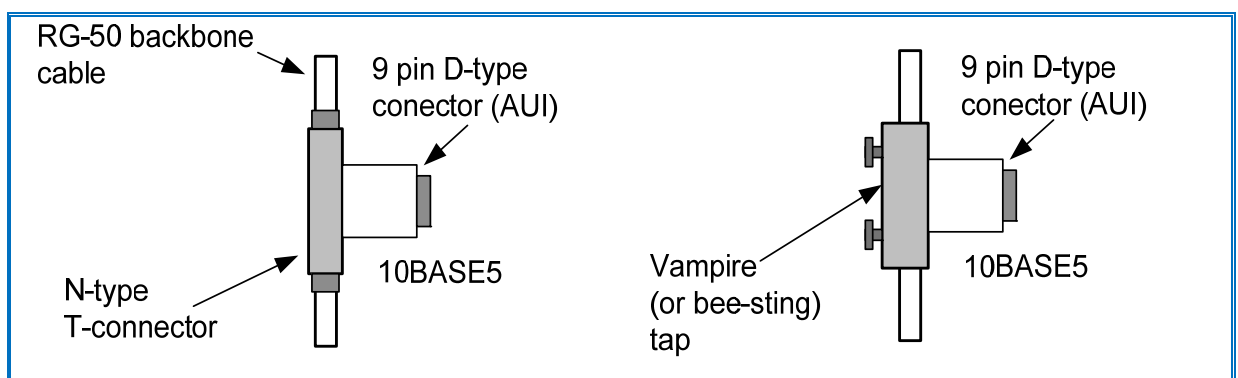 RG-50 backbone
cable
9 pin D-type
conector (AUI)
N-type
T-connector
10BASE5
9 pin D-type
conector (AUI)
Vampire
(or bee-sting)
tap
10BASE5